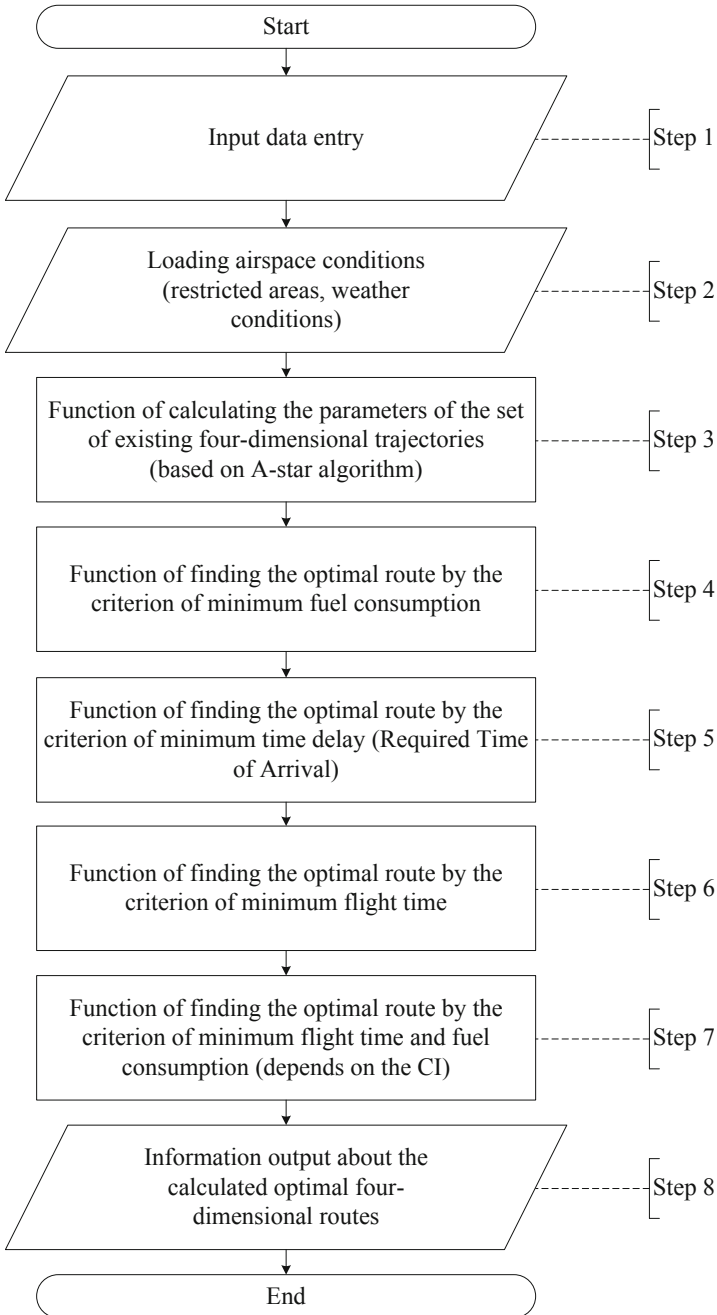 Start
Input data entry
Step 1
Loading airspace conditions
(restricted areas, weather
conditions)
Step 2
Function of calculating the parameters of the set
of existing four-dimensional trajectories
(based on A-star algorithm)
Step 3
Function of finding the optimal route by the
criterion of minimum fuel consumption
Step 4
Function of finding the optimal route by the
criterion of minimum time delay (Required Time
of Arrival)
Step 5
Function of finding the optimal route by the
criterion of minimum flight time
Step 6
Function of finding the optimal route by the
criterion of minimum flight time and fuel
consumption (depends on the CI)
Step 7
Information output about the
calculated optimal four-
dimensional routes
Step 8
End